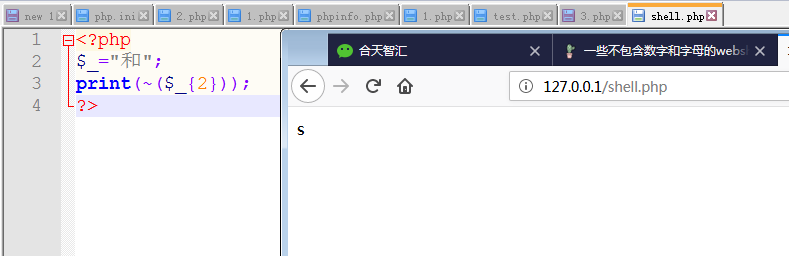 new 1 php.ini 2.php 1.php phpinfo.php 1.php test.php 3.php shell.php
1 <?php
2 $_="和";
3 print(~($_{2}));
4 ?>
合天智汇 一些不包含数字和字母的websh
127.0.0.1/shell.php
s